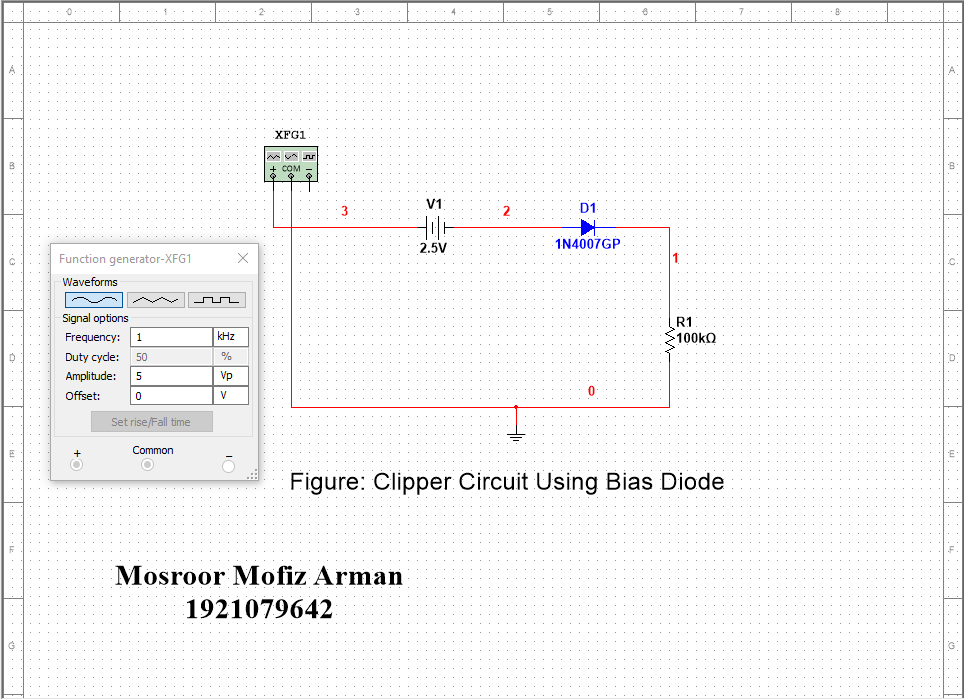 0 1 2 3 4 5 6 7 8
A A
XFG1
COM
B B
3 V1 2 D1
2.5V 1N4007GP
Function generator-XFG1
C 1 C
Waveforms
Signal options
R1
Frequency: 1 kHz
100kΩ
Duty cycle: 50 %
D D
Amplitude: 5 Vp
Offset: 0 V
0
Set rise/Fall time
+ Common −
E E
Figure: Clipper Circuit Using Bias Diode
F F
Mosroor Mofiz Arman
1921079642
G G